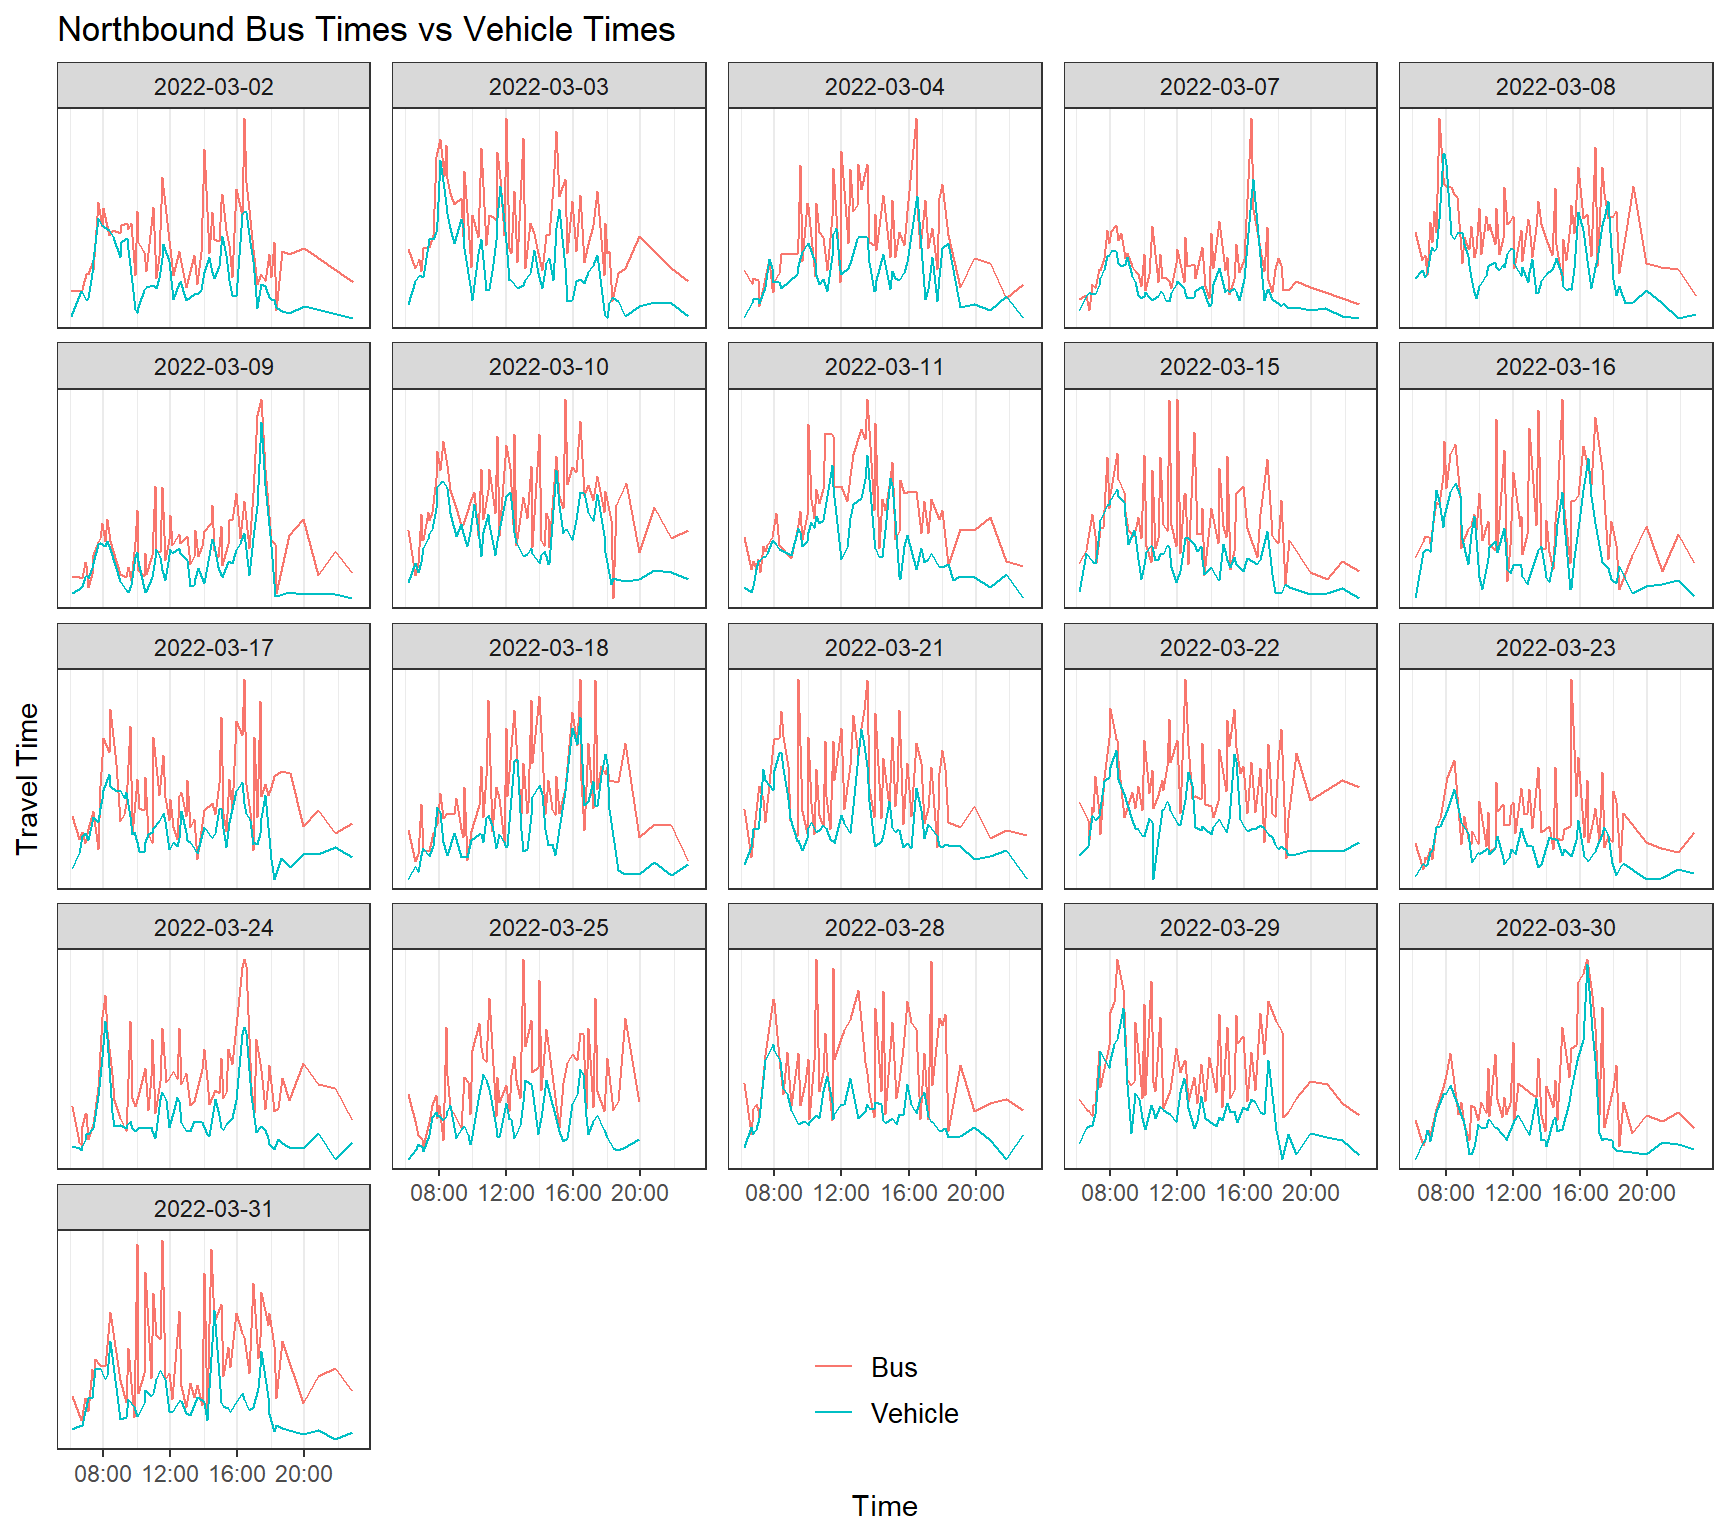 Northbound Bus Times vs Vehicle Times
2022-03-02 2022-03-03 2022-03-04 2022-03-07 2022-03-08
2022-03-09 2022-03-10 2022-03-11 2022-03-15 2022-03-16
2022-03-17 2022-03-18 2022-03-21 2022-03-22 2022-03-23
Travel Time
2022-03-24 2022-03-25 2022-03-28 2022-03-29 2022-03-30
08:00 12:00 16:00 20:00 08:00 12:00 16:00 20:00 08:00 12:00 16:00 20:00 08:00 12:00 16:00 20:00
2022-03-31
Bus
Vehicle
08:00 12:00 16:00 20:00
Time